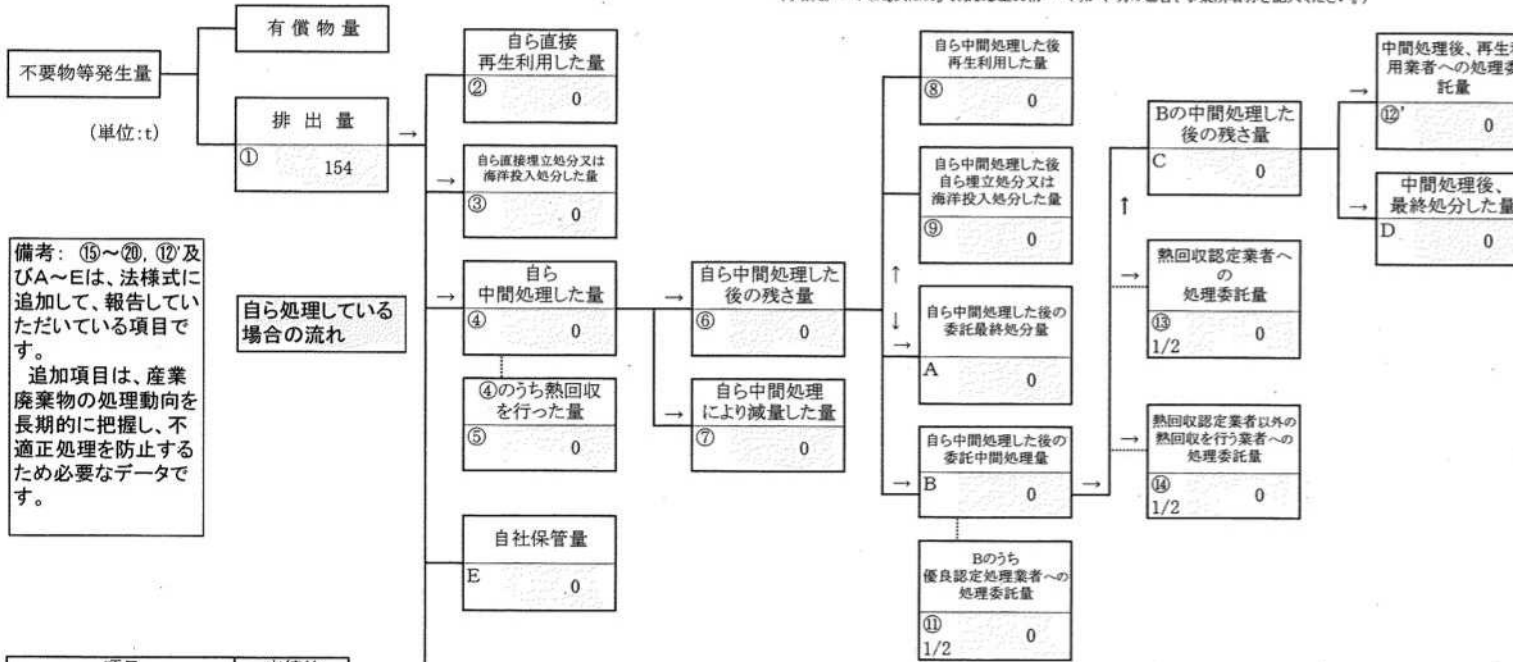 不要物等発生量
(単位:t)
有償物量
排出量
① 154
備考: ⑮～⑳, ⑫'及
びA～Eは、法様式に
追加して、報告してい
ただいている項目で
す。
追加項目は、産業
廃棄物の処理動向を
長期的に把握し、不
適正処理を防止する
ため必要なデータで
す。
自ら処理している
場合の流れ
自ら直接
再生利用した量
② 0
自ら直接埋立処分又は
海洋投入処分した量
③ 0
自ら
中間処理した量
④ 0
④のうち熱回収
を行った量
⑤ 0
自社保管量
E 0
自ら中間処理した
後の残さ量
⑥ 0
自ら中間処理
により減量した量
⑦ 0
自ら中間処理した後
再生利用した量
⑧ 0
自ら中間処理した後
自ら埋立処分又は
海洋投入処分した量
⑨ 0
自ら中間処理した後の
委託最終処分量
A 0
自ら中間処理した後の
委託中間処理量
B 0
Bのうち
優良認定処理業者への
処理委託量
⑪ 0
1/2
Bの中間処理した
後の残さ量
C 0
熱回収認定業者へ
の
処理委託量
⑬ 0
1/2
熱回収認定業者以外の
熱回収を行う業者への
処理委託量
⑭ 0
1/2
中間処理後、再生
用業者への処理委
託量
⑫' 0
中間処理後、
最終処分した量
D 0